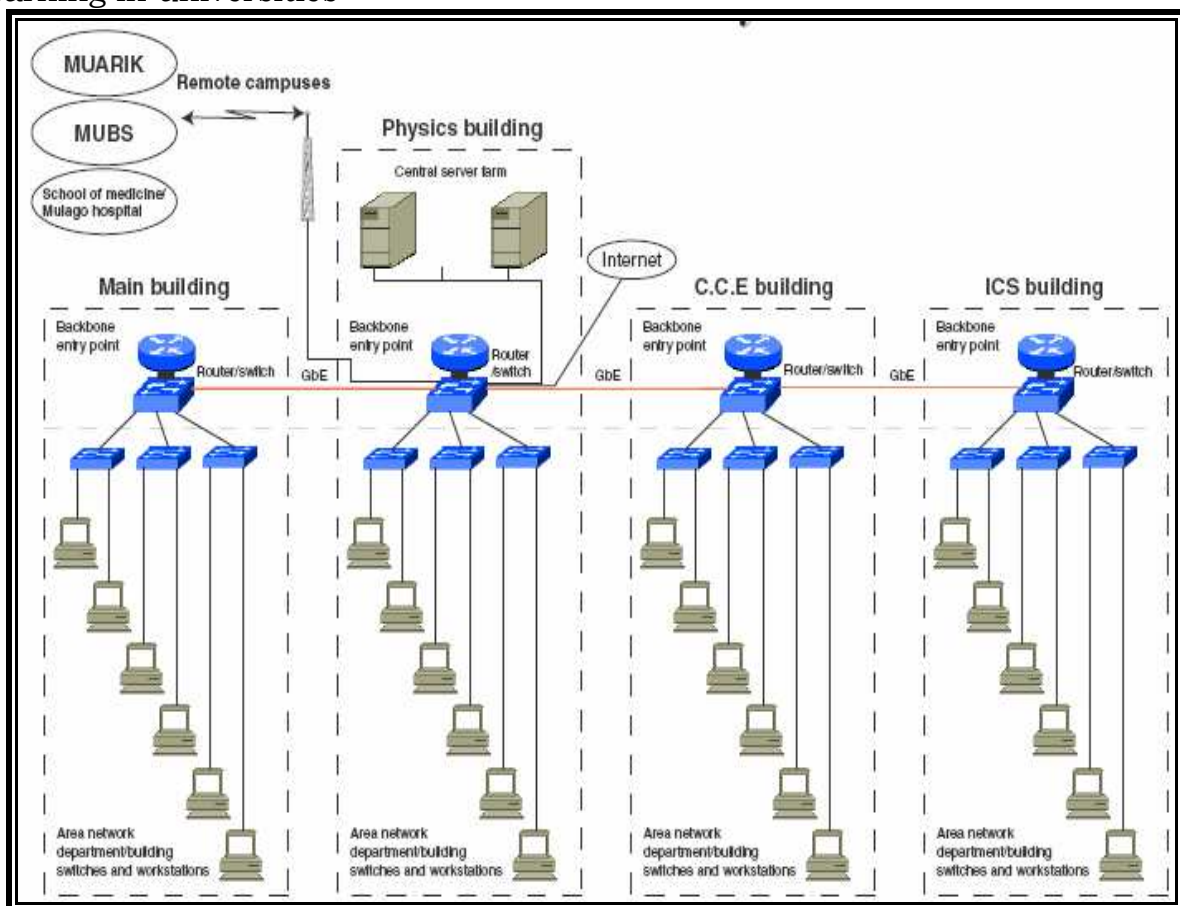 MUARIK
Remote campuses
MUBS
School of medicine/
Mulago hospital
Physics building
Central server farm
Internet
Main building
C.C.E building
ICS building
Backbone
entry point
Router/switch
GbE
Backbone
entry point
Router
/switch
GbE
Backbone
entry point
Router/switch
GbE
Backbone
entry point
Router/switch
Area network
department/building
switches and workstations
Area network
department/building
switches and workstations
Area network
department/building
switches and workstations
Area network
department/building
switches and workstations